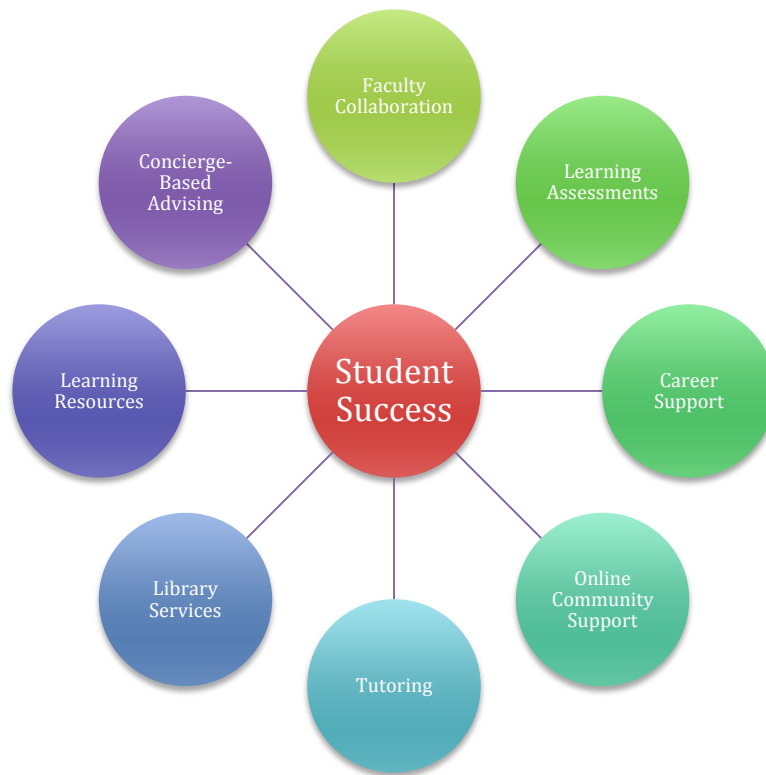 Faculty
Collaboration
Concierge-
Based
Advising
Learning
Assessments
Learning
Resources
Student
Success
Career
Support
Library
Services
Online
Community
Support
Tutoring